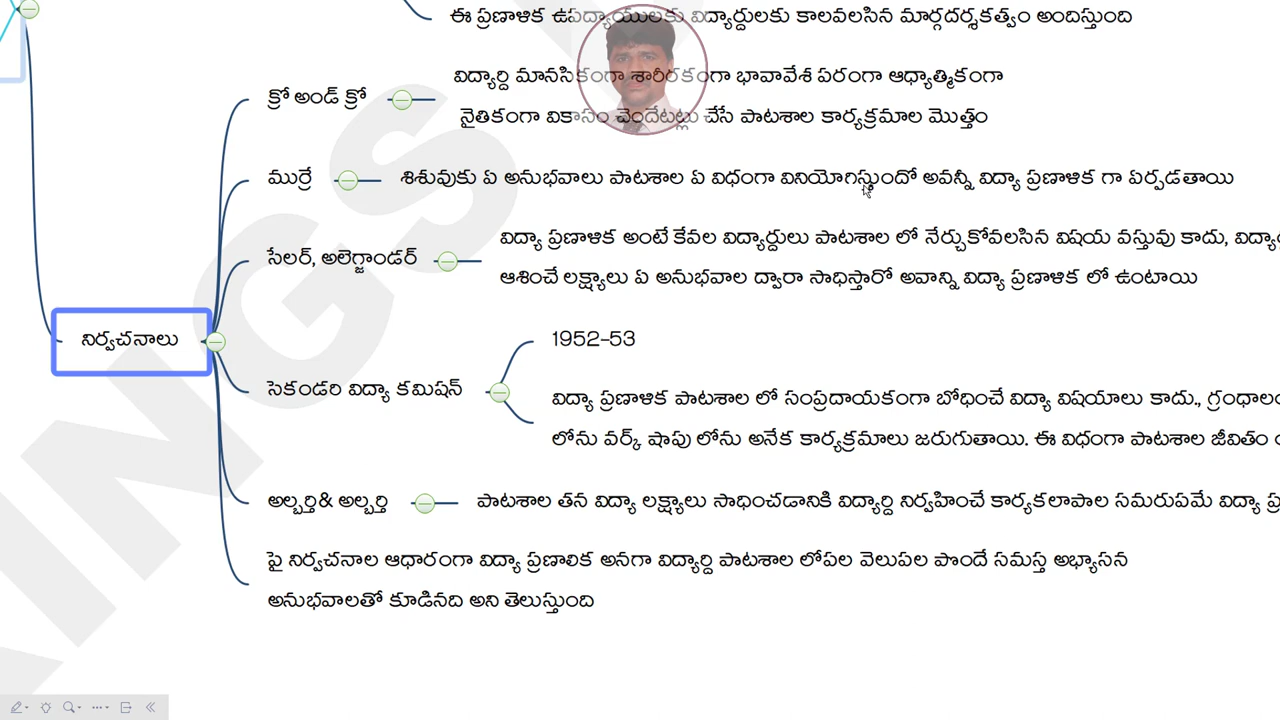 ఈ ప్రణాళిక ఉపద్యాయులకు విద్యార్దులకు కాలవలసిన మార్గదర్శకత్వం అందిస్తుంది
క్రో అండ్ క్రో
విద్యార్ది మానసికంగా శారీరకంగా భావావేశ పరంగా ఆధ్యాత్మికంగా
నైతికంగా వికాసం చెందేటట్లు చేసే పాటశాల కార్యక్రమాల మొత్తం
ముర్రే
శిశువుకు ఏ అనుభవాలు పాటశాల ఏ విధంగా వినియోగిస్తుందో అవన్నీ విద్యా ప్రణాళిక గా ఏర్పడతాయి
సేలర్, అలెగ్జాండర్
విద్యా ప్రణాళిక అంటే కేవల విద్యార్దులు పాటశాల లో నేర్చుకోవలసిన విషయ వస్తువు కాదు,
ఆశించే లక్ష్యాలు ఏ అనుభవాల ద్వారా సాధిస్తారో అవాన్ని విద్యా ప్రణాళిక లో ఉంటాయి
నిర్వచనాలు
1952-53
సెకండరి విద్యా కమిషన్
విద్యా ప్రణాళిక పాటశాల లో సంప్రదాయకంగా బోధించే విద్యా విషయాలు కాదు.,
లోను వర్క్ షాపు లోను అనేక కార్యక్రమాలు జరుగుతాయి. ఈ విధంగా పాటశాల జీవితం
అల్బర్తి& అల్బర్తి
పాటశాల తన విద్యా లక్ష్యాలు సాధించడానికి విద్యార్ది నిర్వహించే కార్యకలాపాల సమరుపమే విద్యా
పై నిర్వచనాల ఆధారంగా విద్యా ప్రణాలిక అనగా విద్యార్ది పాటశాల లోపల వెలుపల పొందే సమస్త అభ్యాసన
అనుభవాలతో కూడినది అని తెలుస్తుంది